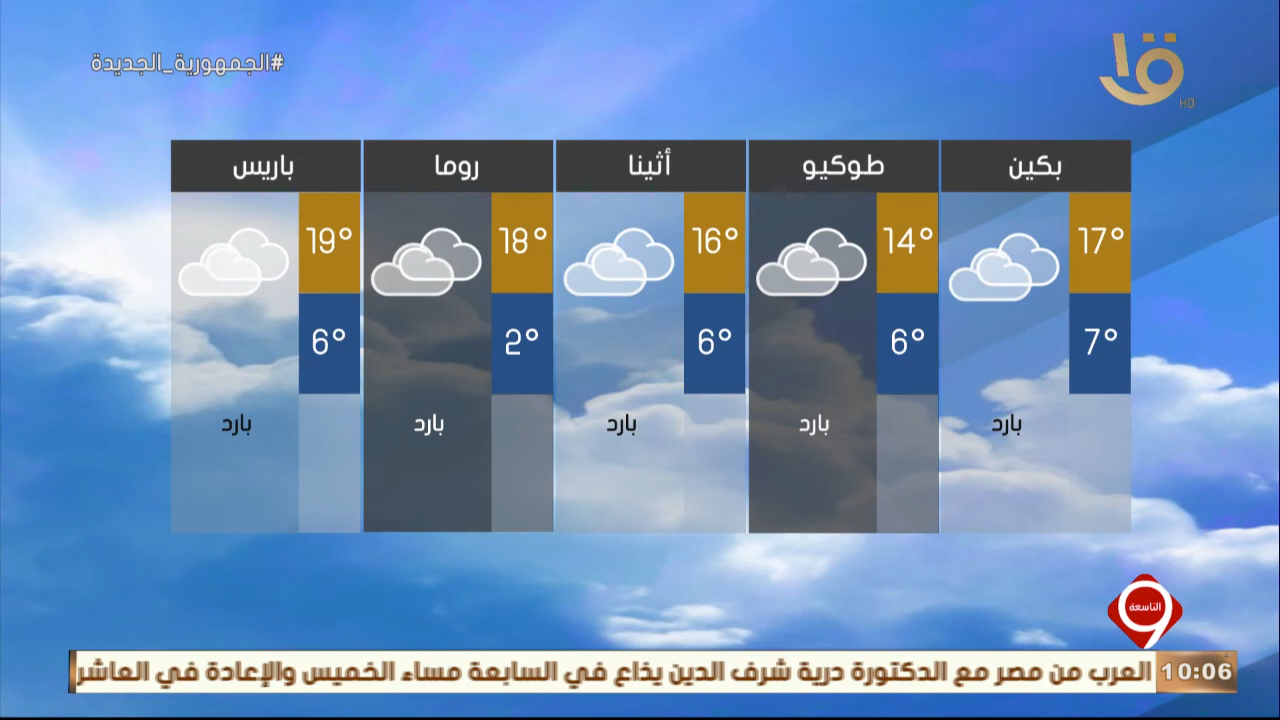 #الجمهورية_الجديدة
HD
بكين طوكيو أثينا روما باريس
17° 14° 16° 18° 19°
7° 6° 6° 2° 6°
بارد بارد بارد بارد بارد
التاسعة
9
10:06 العرب من مصر مع الدكتورة درية شرف الدين يذاع في السابعة مساء الخميس والإعادة في العاشر